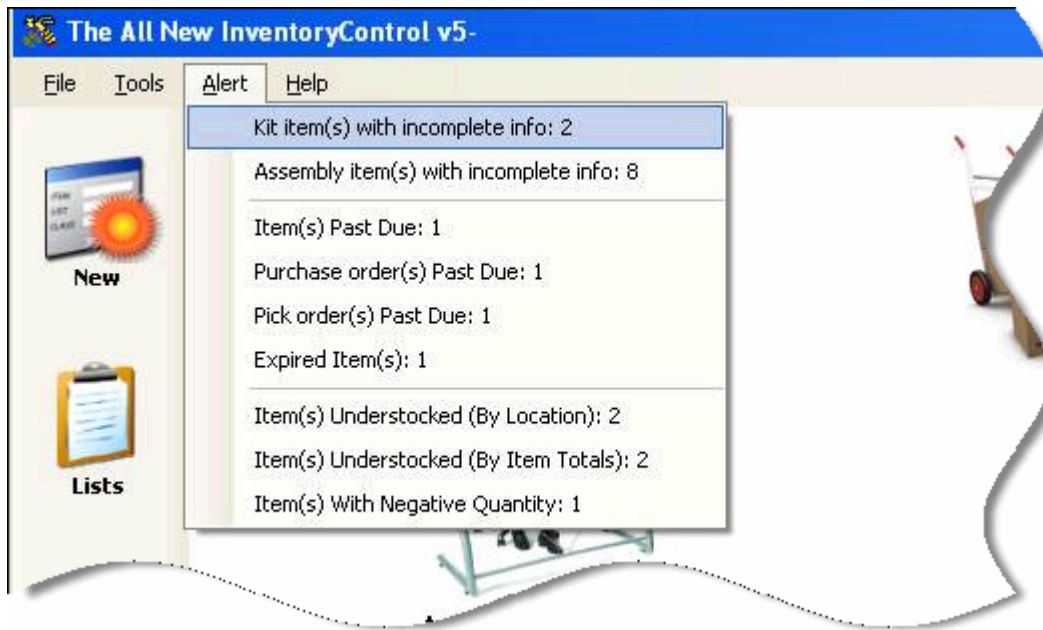 The All New InventoryControl v5-
File Tools Alert Help
Kit item(s) with incomplete info: 2
Assembly item(s) with incomplete info: 8
Item(s) Past Due: 1
Purchase order(s) Past Due: 1
Pick order(s) Past Due: 1
Expired Item(s): 1
Item(s) Understocked (By Location): 2
Item(s) Understocked (By Item Totals): 2
Item(s) With Negative Quantity: 1
New
Lists